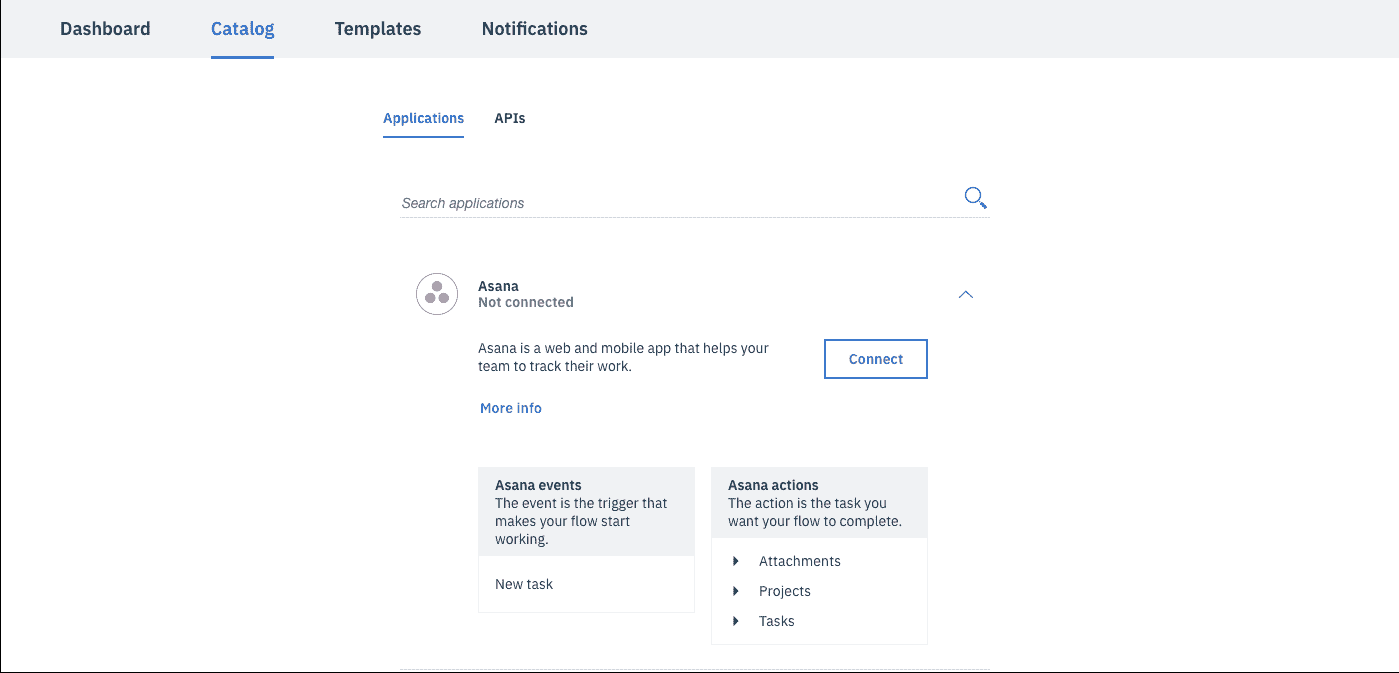 Dashboard Catalog Templates Notifications
Applications APIs
Search applications
Asana
Not connected
Asana is a web and mobile app that helps your
team to track their work.
Connect
More info
Asana events
The event is the trigger that
makes your flow start
working.
New task
Asana actions
The action is the task you
want your flow to complete.
Attachments
Projects
Tasks